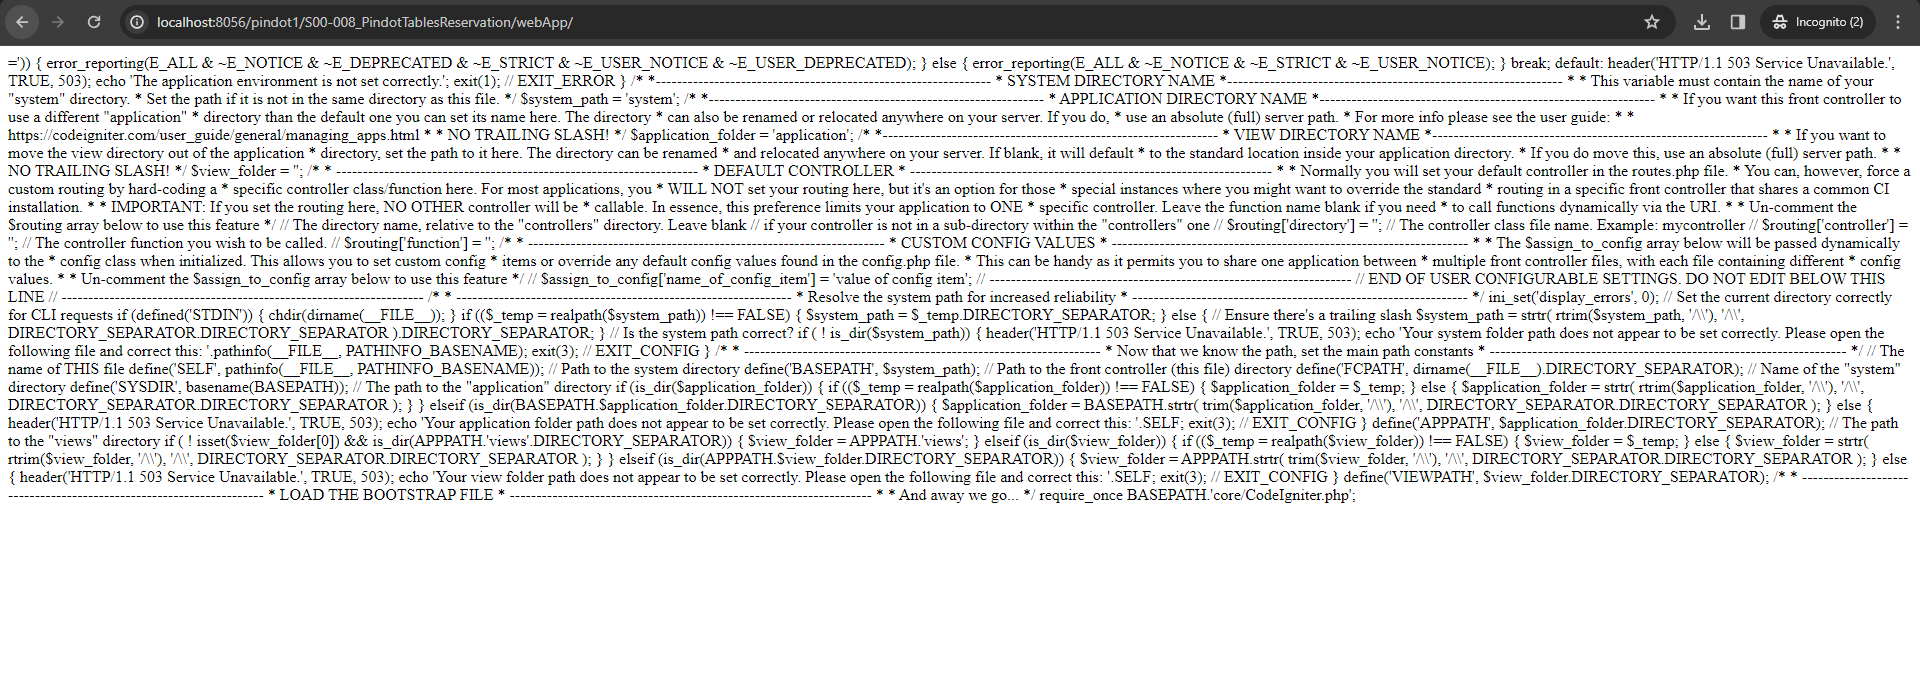 localhost:8056/pindot1/S00-008_PindotTablesReservation/webApp/
Incognito (2)
=')) { error_reporting(E_ALL & ~E_NOTICE & ~E_DEPRECATED & ~E_STRICT & ~E_USER_NOTICE & ~E_USER_DEPRECATED); } else { error_reporting(E_ALL & ~E_NOTICE & ~E_STRICT & ~E_USER_NOTICE); } break; default: header('HTTP/1.1 503 Service Unavailable.',
TRUE, 503); echo 'The application environment is not set correctly.'; exit(1); // EXIT_ERROR } /* *--------------------------------------------------------------- * SYSTEM DIRECTORY NAME *--------------------------------------------------------------- * * This variable must contain the name of your
"system" directory. * Set the path if it is not in the same directory as this file. */ $system_path = 'system'; /* *--------------------------------------------------------------- * APPLICATION DIRECTORY NAME *--------------------------------------------------------------- * * If you want this front controller to
use a different "application" * directory than the default one you can set its name here. The directory * can also be renamed or relocated anywhere on your server. If you do, * use an absolute (full) server path. * For more info please see the user guide: * *
https://codeigniter.com/user_guide/general/managing_apps.html * * NO TRAILING SLASH! */ $application_folder = 'application'; /* *--------------------------------------------------------------- * VIEW DIRECTORY NAME *--------------------------------------------------------------- * * If you want to
move the view directory out of the application * directory, set the path to it here. The directory can be renamed * and relocated anywhere on your server. If blank, it will default * to the standard location inside your application directory. * If you do move this, use an absolute (full) server path. * *
NO TRAILING SLASH! */ $view_folder = ''; /* * -------------------------------------------------------------------- * DEFAULT CONTROLLER * -------------------------------------------------------------------- * * Normally you will set your default controller in the routes.php file. * You can, however, force a
custom routing by hard-coding a * specific controller class/function here. For most applications, you * WILL NOT set your routing here, but it's an option for those * special instances where you might want to override the standard * routing in a specific front controller that shares a common CI
installation. * * IMPORTANT: If you set the routing here, NO OTHER controller will be * callable. In essence, this preference limits your application to ONE * specific controller. Leave the function name blank if you need * to call functions dynamically via the URI. * * Un-comment the
$routing array below to use this feature */ // The directory name, relative to the "controllers" directory. Leave blank // if your controller is not in a sub-directory within the "controllers" one // $routing['directory'] = ''; // The controller class file name. Example: mycontroller // $routing['controller'] =
''; // The controller function you wish to be called. // $routing['function'] = ''; /* * ------------------------------------------------------------------- * CUSTOM CONFIG VALUES * ------------------------------------------------------------------- * * The $assign_to_config array below will be passed dynamically
to the * config class when initialized. This allows you to set custom config * items or override any default config values found in the config.php file. * This can be handy as it permits you to share one application between * multiple front controller files, with each file containing different * config
values. * * Un-comment the $assign_to_config array below to use this feature */ // $assign_to_config['name_of_config_item'] = 'value of config item'; // -------------------------------------------------------------------- // END OF USER CONFIGURABLE SETTINGS. DO NOT EDIT BELOW THIS
LINE // -------------------------------------------------------------------- /* * --------------------------------------------------------------- * Resolve the system path for increased reliability * --------------------------------------------------------------- */ ini_set('display_errors', 0); // Set the current directory correctly
for CLI requests if (defined('STDIN')) { chdir(dirname(__FILE__)); } if (($_temp = realpath($system_path)) !== FALSE) { $system_path = $_temp.DIRECTORY_SEPARATOR; } else { // Ensure there's a trailing slash $system_path = strtr( rtrim($system_path, '/\\'), '/\\',
DIRECTORY_SEPARATOR.DIRECTORY_SEPARATOR ).DIRECTORY_SEPARATOR; } // Is the system path correct? if ( ! is_dir($system_path)) { header('HTTP/1.1 503 Service Unavailable.', TRUE, 503); echo 'Your system folder path does not appear to be set correctly. Please open the
following file and correct this: '.pathinfo(__FILE__, PATHINFO_BASENAME); exit(3); // EXIT_CONFIG } /* * ------------------------------------------------------------------- * Now that we know the path, set the main path constants * ------------------------------------------------------------------- */ // The
name of THIS file define('SELF', pathinfo(__FILE__, PATHINFO_BASENAME)); // Path to the system directory define('BASEPATH', $system_path); // Path to the front controller (this file) directory define('FCPATH', dirname(__FILE__).DIRECTORY_SEPARATOR); // Name of the "system"
directory define('SYSDIR', basename(BASEPATH)); // The path to the "application" directory if (is_dir($application_folder)) { if (($_temp = realpath($application_folder)) !== FALSE) { $application_folder = $_temp; } else { $application_folder = strtr( rtrim($application_folder, '/\\'), '/\\',
DIRECTORY_SEPARATOR.DIRECTORY_SEPARATOR ); } } elseif (is_dir(BASEPATH.$application_folder.DIRECTORY_SEPARATOR)) { $application_folder = BASEPATH.strtr( trim($application_folder, '/\\'), '/\\', DIRECTORY_SEPARATOR.DIRECTORY_SEPARATOR ); } else {
header('HTTP/1.1 503 Service Unavailable.', TRUE, 503); echo 'Your application folder path does not appear to be set correctly. Please open the following file and correct this: '.SELF; exit(3); // EXIT_CONFIG } define('APPPATH', $application_folder.DIRECTORY_SEPARATOR); // The path
to the "views" directory if ( ! isset($view_folder[0]) && is_dir(APPPATH.'views'.DIRECTORY_SEPARATOR)) { $view_folder = APPPATH.'views'; } elseif (is_dir($view_folder)) { if (($_temp = realpath($view_folder)) !== FALSE) { $view_folder = $_temp; } else { $view_folder = strtr(
rtrim($view_folder, '/\\'), '/\\', DIRECTORY_SEPARATOR.DIRECTORY_SEPARATOR ); } } elseif (is_dir(APPPATH.$view_folder.DIRECTORY_SEPARATOR)) { $view_folder = APPPATH.strtr( trim($view_folder, '/\\'), '/\\', DIRECTORY_SEPARATOR.DIRECTORY_SEPARATOR ); } else
{ header('HTTP/1.1 503 Service Unavailable.', TRUE, 503); echo 'Your view folder path does not appear to be set correctly. Please open the following file and correct this: '.SELF; exit(3); // EXIT_CONFIG } define('VIEWPATH', $view_folder.DIRECTORY_SEPARATOR); /* * --------------------
------------------------------------------------ * LOAD THE BOOTSTRAP FILE * -------------------------------------------------------------------- * * And away we go... */ require_once BASEPATH.'core/CodeIgniter.php';